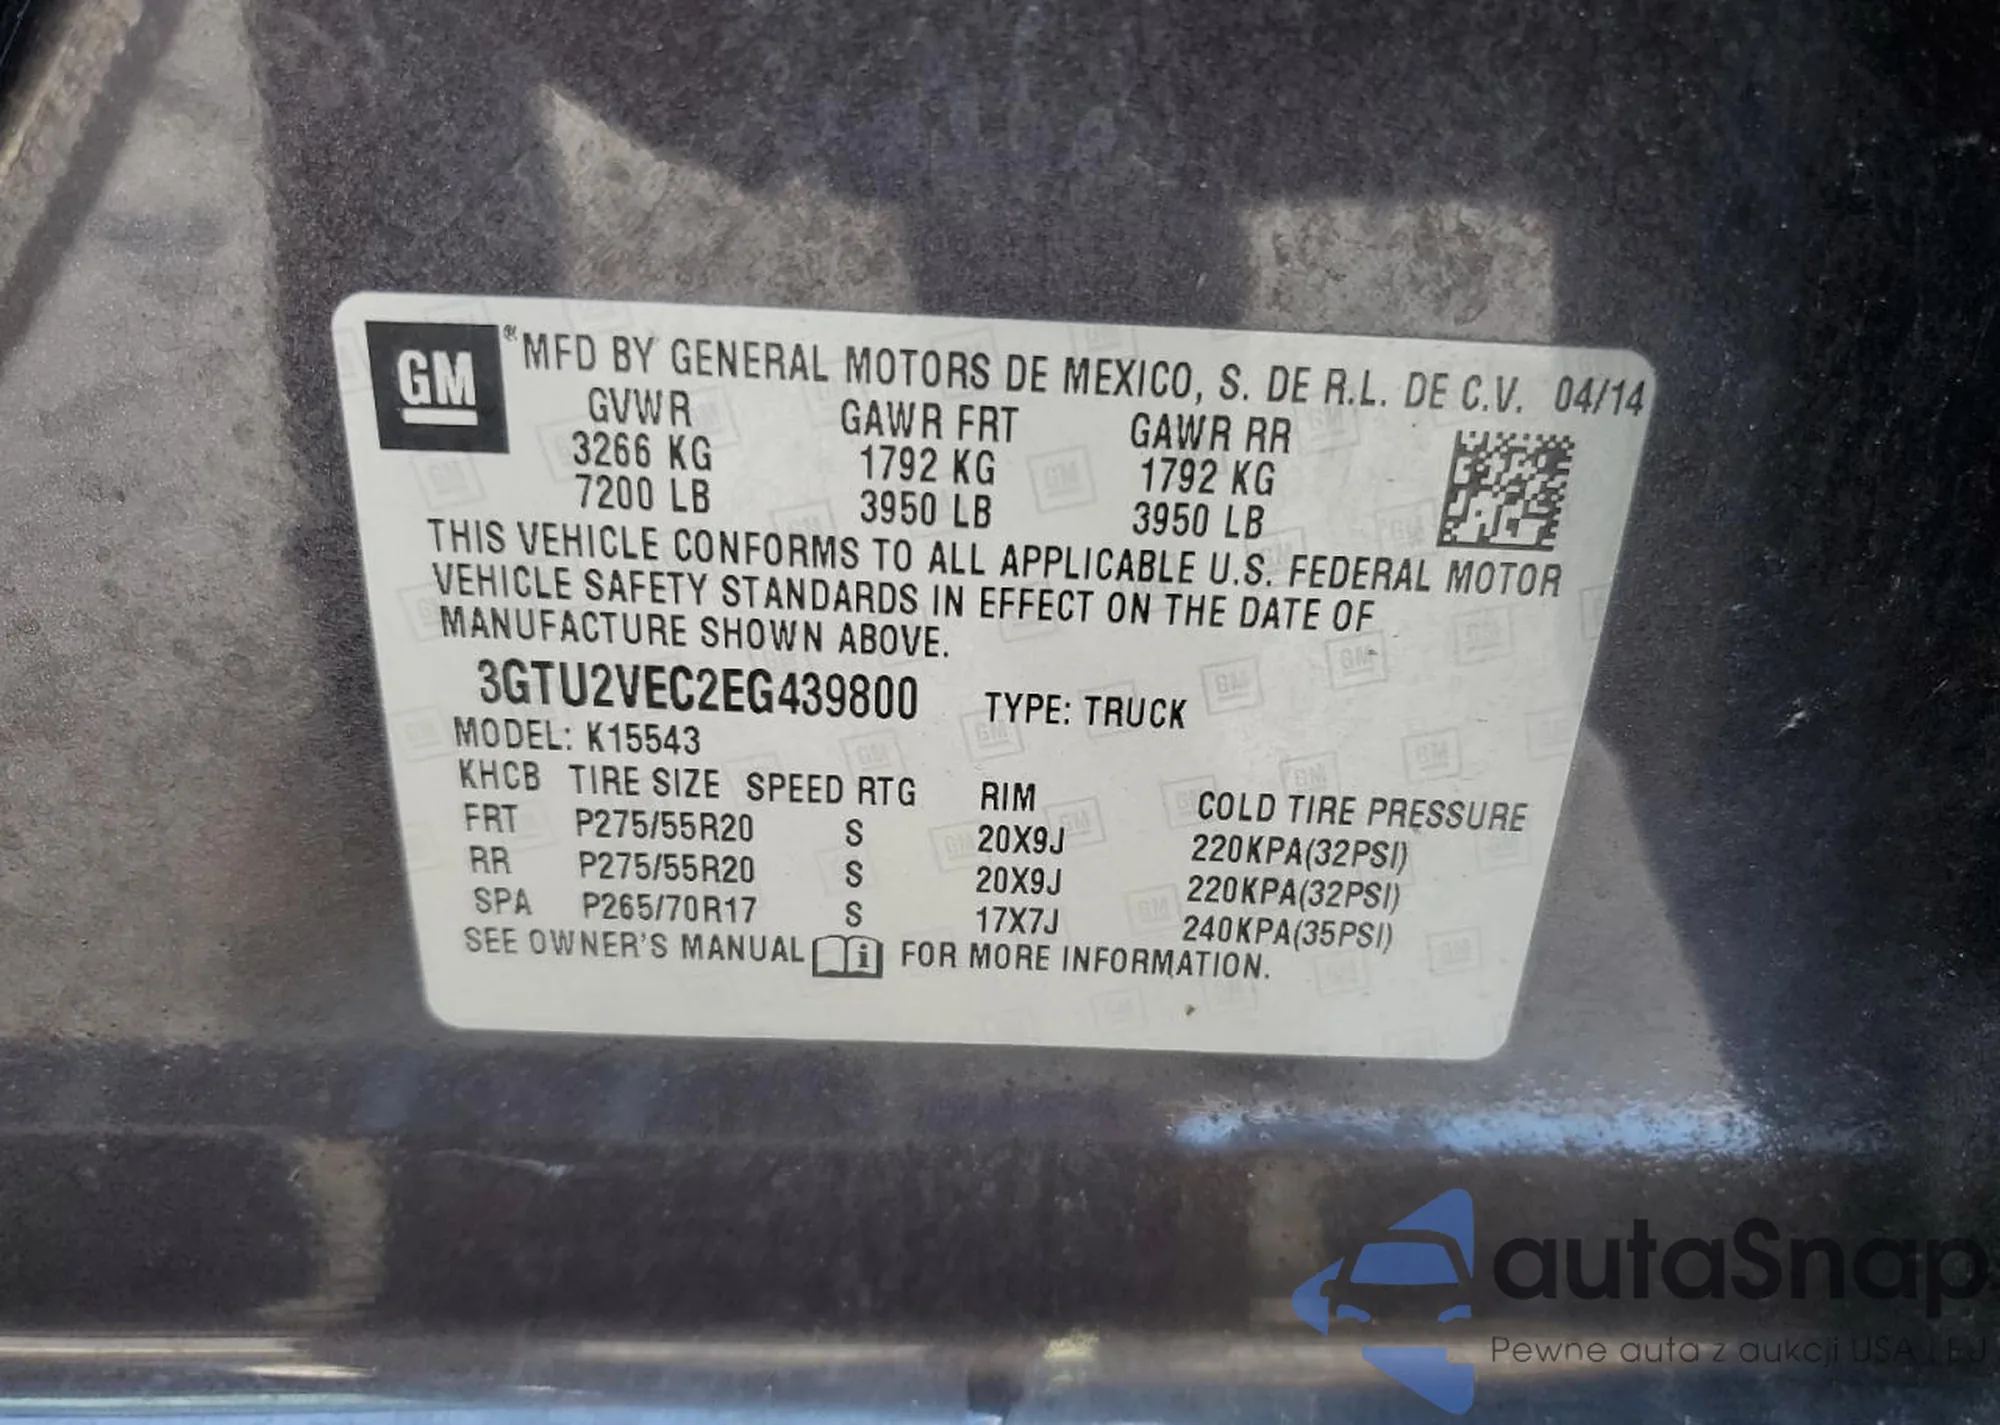 GM ® MFD BY GENERAL MOTORS DE MEXICO, S. DE R.L. DE C.V. 04/14
GVWR GAWR FRT GAWR RR
3266 KG 1792 KG 1792 KG
7200 LB 3950 LB 3950 LB
THIS VEHICLE CONFORMS TO ALL APPLICABLE U.S. FEDERAL MOTOR
VEHICLE SAFETY STANDARDS IN EFFECT ON THE DATE OF
MANUFACTURE SHOWN ABOVE.
3GTU2VEC2EG439800 TYPE: TRUCK
MODEL: K15543
KHCB TIRE SIZE SPEED RTG RIM COLD TIRE PRESSURE
FRT P275/55R20 S 20X9J 220KPA(32PSI)
RR P275/55R20 S 20X9J 220KPA(32PSI)
SPA P265/70R17 S 17X7J 240KPA(35PSI)
SEE OWNER'S MANUAL i FOR MORE INFORMATION.
autaSnap
Pewne auta z aukcji USA i EU